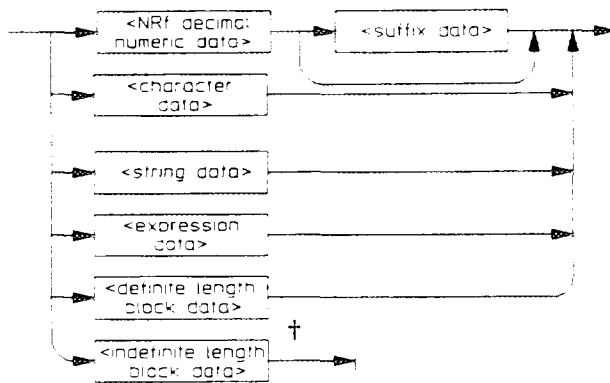 <NRf decimal
numeric data>
<suffix data>
<character
data>
<string data>
<expression
data>
<definite length
block data>
†
<indefinite length
block data>